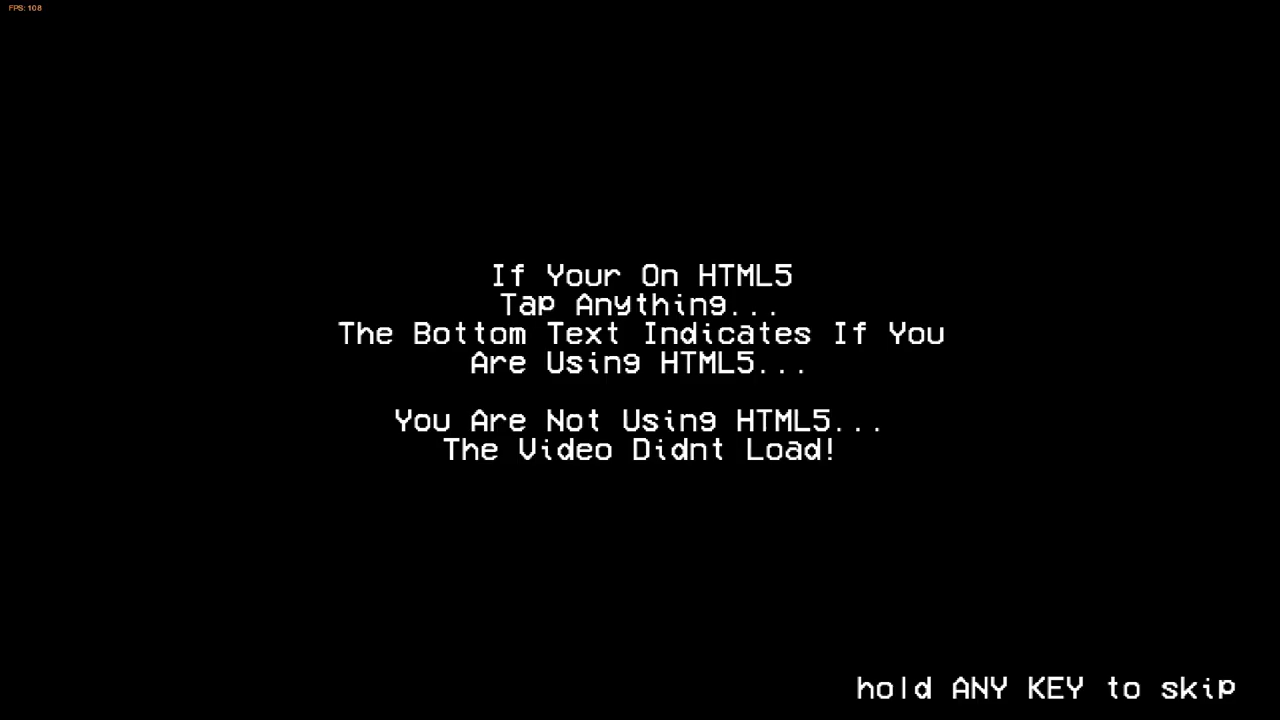 FPS: 108
If Your On HTML5
Tap Anything...
The Bottom Text Indicates If You
Are Using HTML5...
You Are Not Using HTML5...
The Video Didnt Load!
hold ANY KEY to skip